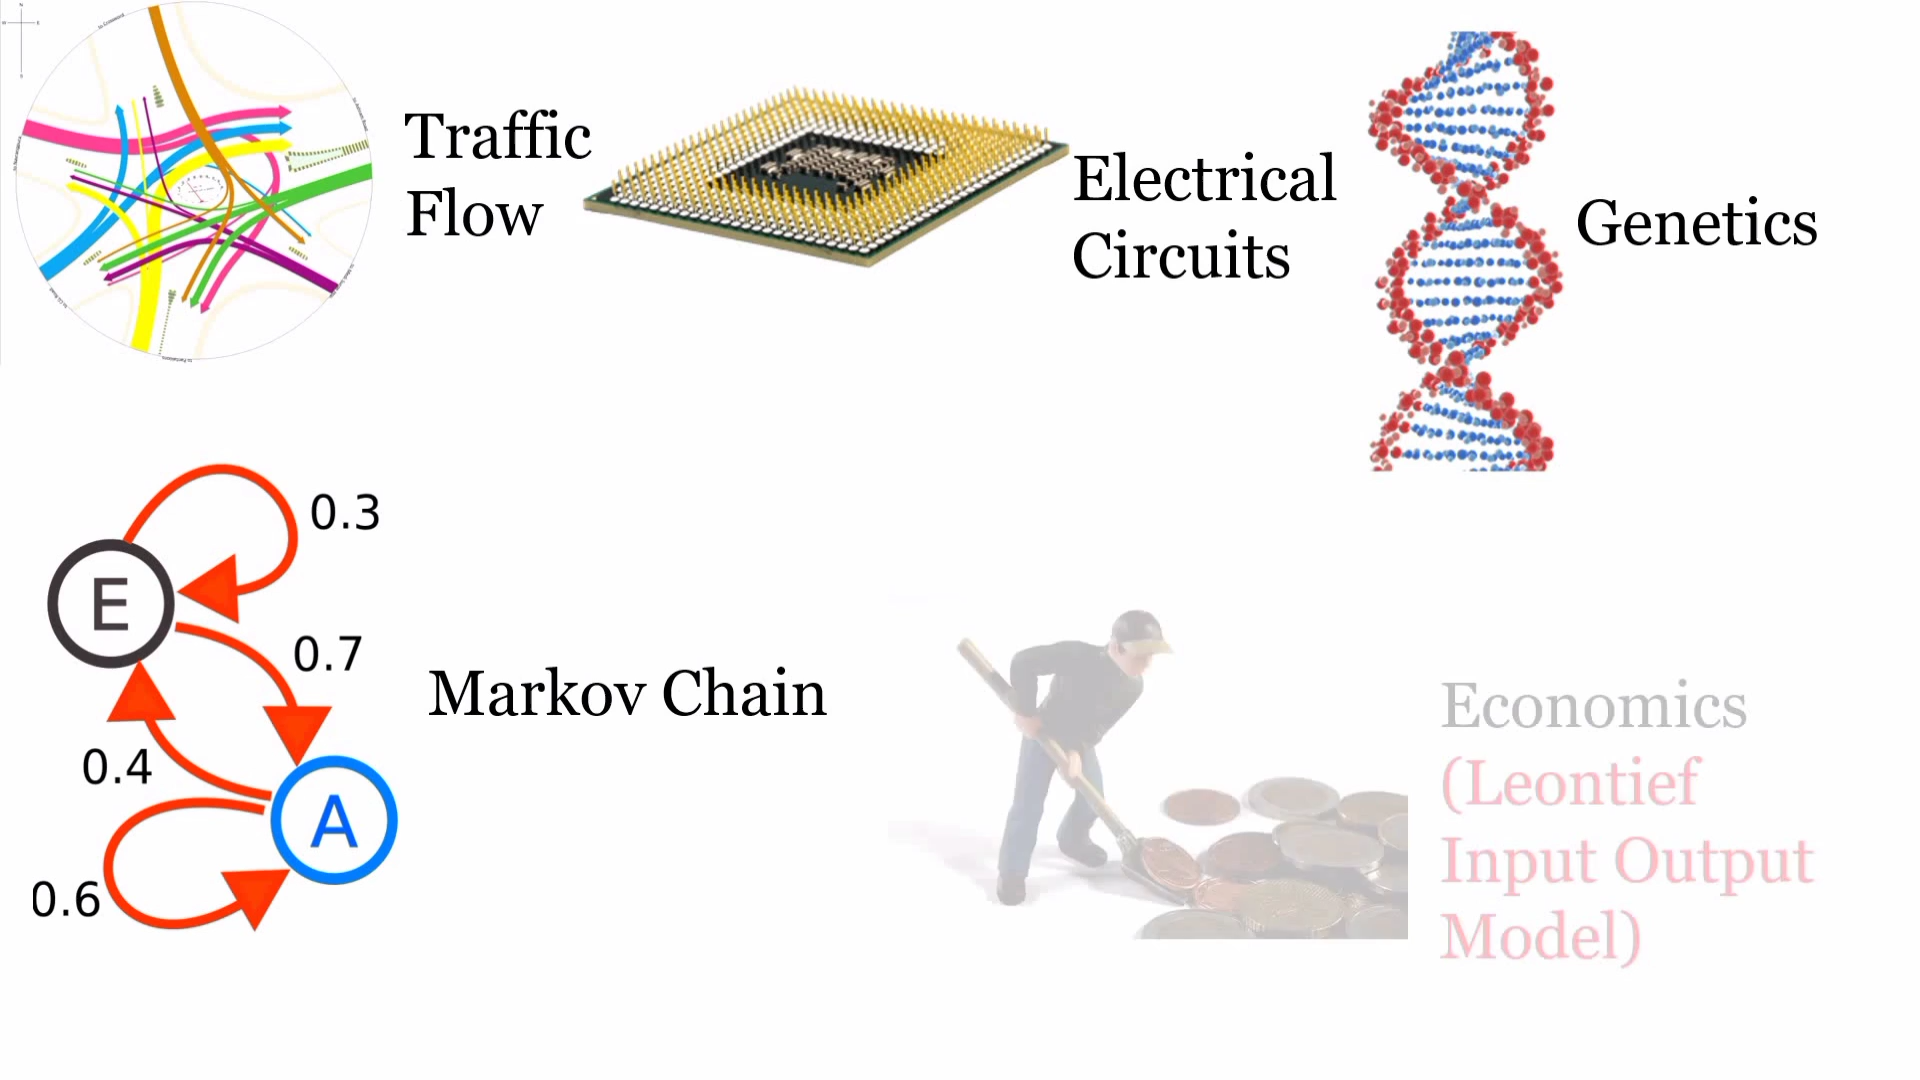 N
W
E
S
Traffic
Flow
Electrical
Circuits
Genetics
0.3
E
0.7
Markov Chain
0.4
A
0.6
Economics
(Leontief
Input Output
Model)